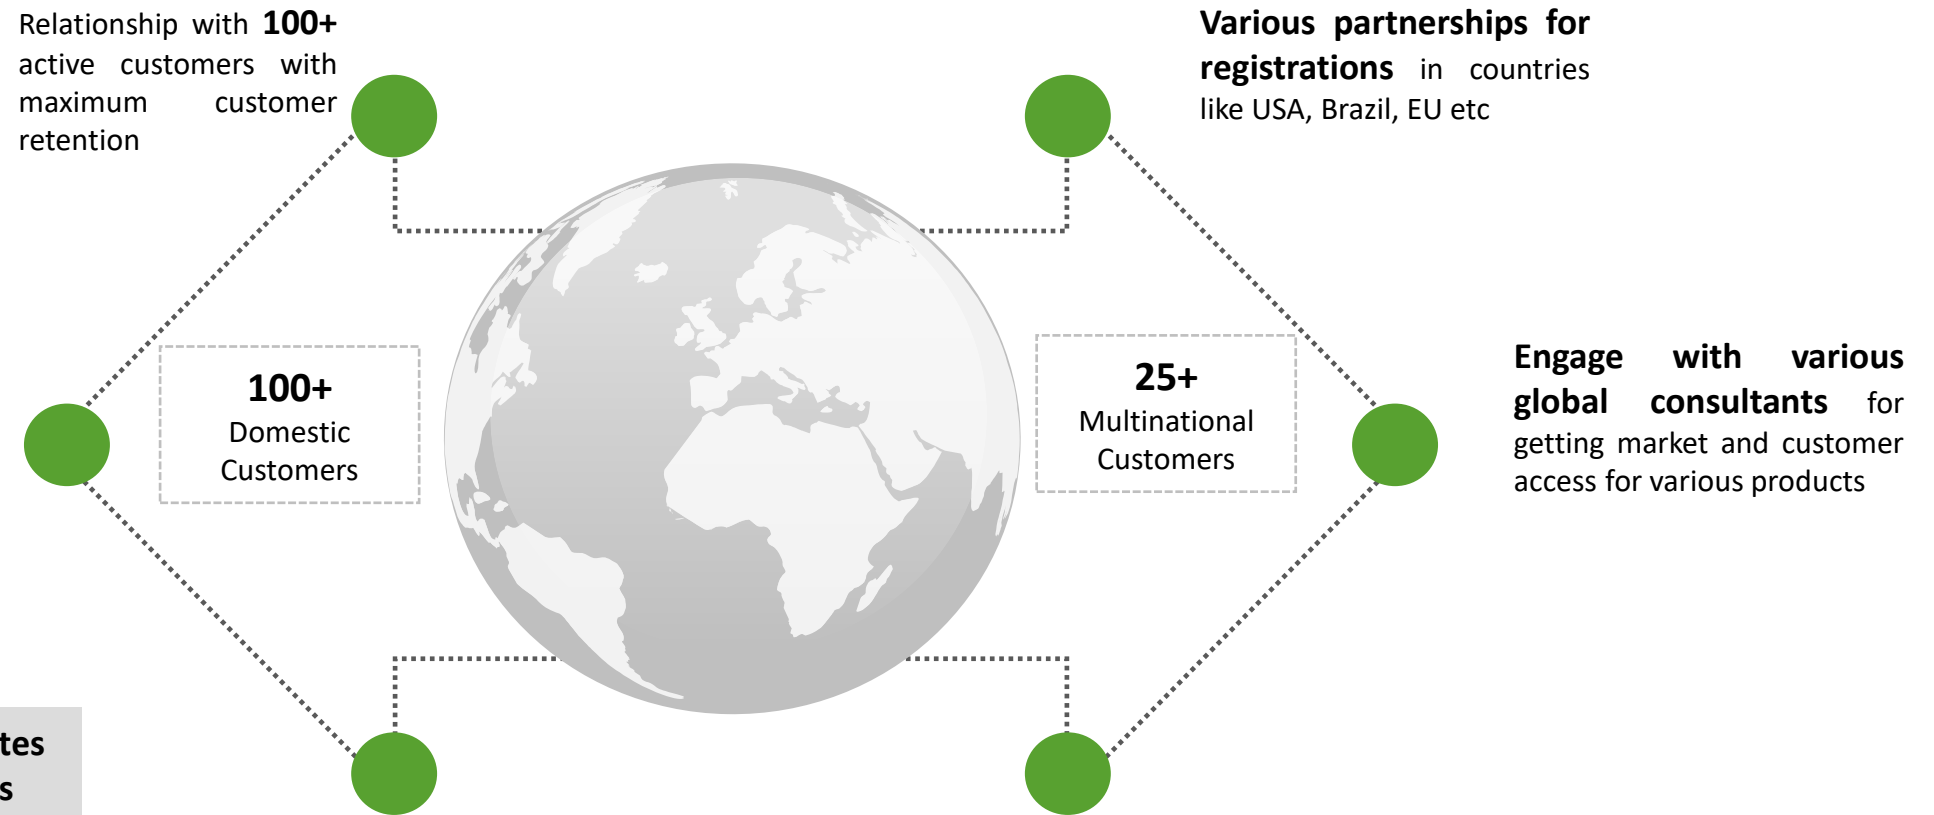 Relationship with 100+
active customers with
maximum customer
retention
Various partnerships for
registrations in countries
like USA, Brazil, EU etc
100+
Domestic
Customers
25+
Multinational
Customers
Engage with various
global consultants for
getting market and customer
access for various products